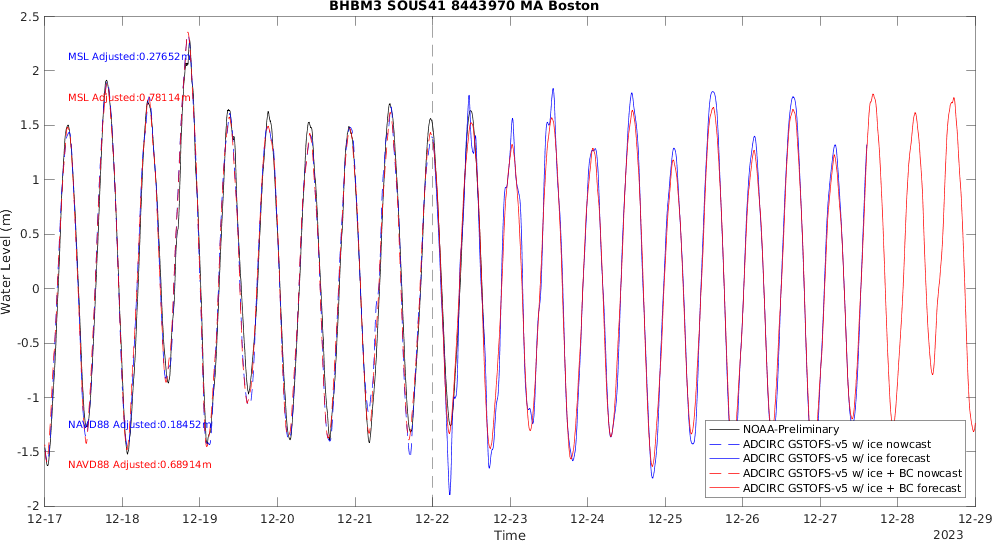 BHBM3 SOUS41 8443970 MA Boston
2.5
2
1.5
1
0.5
0
-0.5
-1
-1.5
-2
Water Level (m)
MSL Adjusted:0.27652m
MSL Adjusted:0.78114m
NAVD88 Adjusted:0.18452m
NAVD88 Adjusted:0.68914m
NOAA-Preliminary
ADCIRC GSTOFS-v5 w/ ice nowcast
ADCIRC GSTOFS-v5 w/ ice forecast
ADCIRC GSTOFS-v5 w/ ice + BC nowcast
ADCIRC GSTOFS-v5 w/ ice + BC forecast
12-17 12-18 12-19 12-20 12-21 12-22 12-23 12-24 12-25 12-26 12-27 12-28 12-29
Time
2023